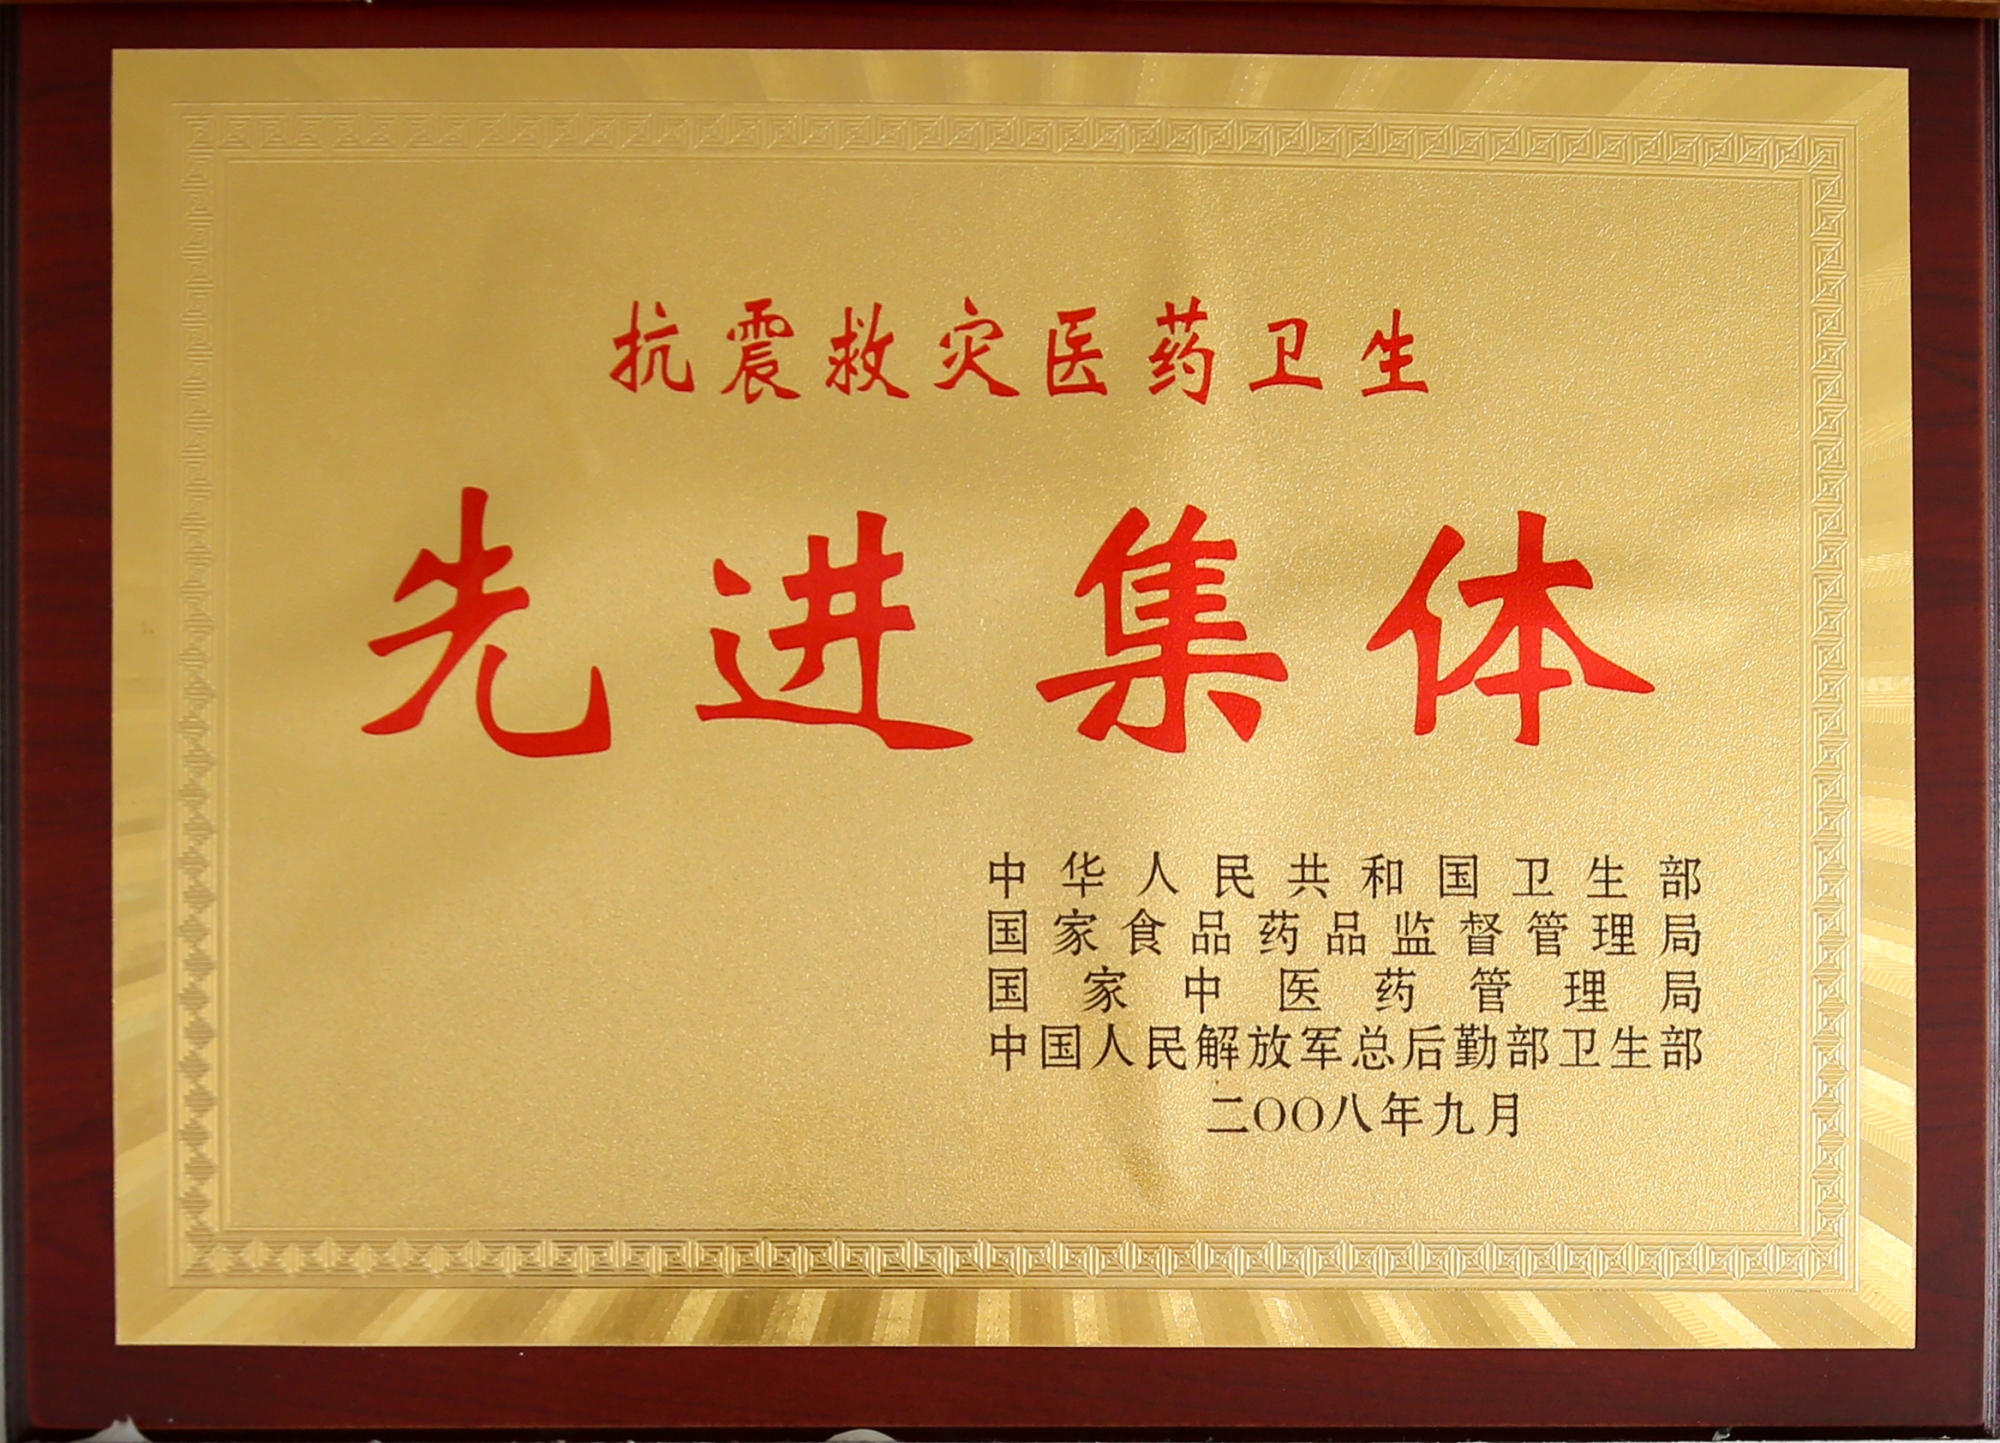 抗震救灾医药卫生
先进集体
中华人民共和国卫生部
国家食品药品监督管理局
国家中医药管理局
中国人民解放军总后勤部卫生部
二〇〇八年九月